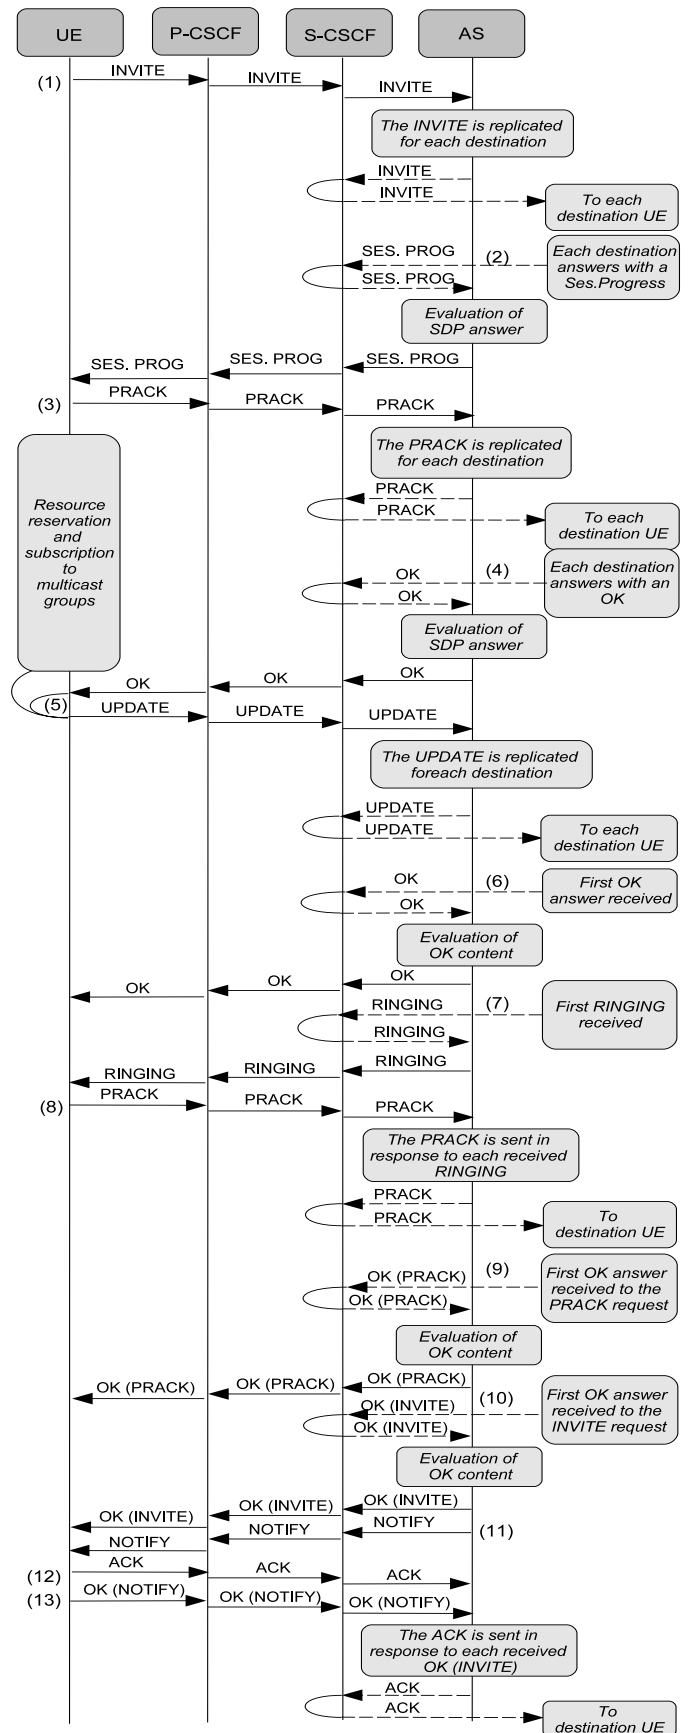 UE
P-CSCF
S-CSCF
AS
(1)
INVITE
INVITE
INVITE
The INVITE is replicated
for each destination
INVITE
INVITE
To each
destination UE
SES. PROG
(2)
SES. PROG
Each destination
answers with a
Ses.Progress
Evaluation of
SDP answer
SES. PROG
SES. PROG
SES. PROG
(3)
PRACK
PRACK
PRACK
The PRACK is replicated
for each destination
Resource
reservation
and
subscription
to
multicast
groups
PRACK
PRACK
To each
destination UE
OK
(4)
OK
Each destination
answers with an
OK
Evaluation of
SDP answer
OK
OK
OK
(5)
UPDATE
UPDATE
UPDATE
The UPDATE is replicated
foreach destination
UPDATE
UPDATE
To each
destination UE
OK
(6)
OK
First OK
answer received
Evaluation of
OK content
OK
OK
OK
RINGING
(7)
RINGING
First RINGING
received
RINGING
RINGING
RINGING
(8)
PRACK
PRACK
PRACK
The PRACK is sent in
response to each received
RINGING
PRACK
PRACK
To
destination UE
OK (PRACK)
(9)
OK (PRACK)
First OK answer
received to the
PRACK request
Evaluation of
OK content
OK (PRACK)
OK (PRACK)
OK (PRACK)
(10)
OK (INVITE)
OK (INVITE)
First OK answer
received to the
INVITE request
Evaluation of
OK content
OK (INVITE)
OK (INVITE)
OK (INVITE)
NOTIFY
(11)
NOTIFY
NOTIFY
(12)
ACK
ACK
ACK
(13)
OK (NOTIFY)
OK (NOTIFY)
OK (NOTIFY)
The ACK is sent in
response to each received
OK (INVITE)
ACK
ACK
To
destination UE